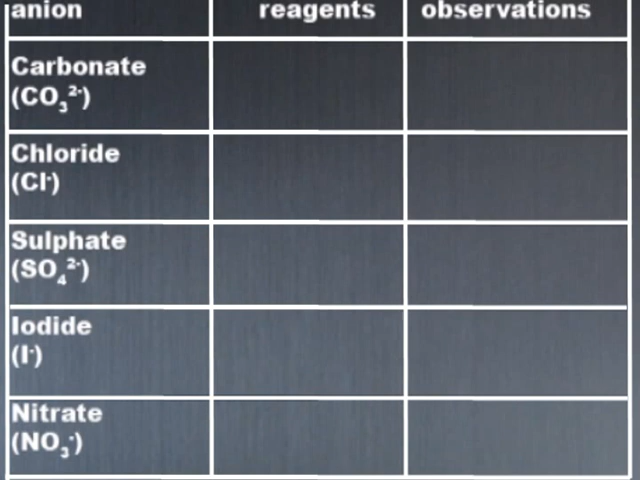 anion reagents observations
Carbonate
(CO₃²⁻)
Chloride
(Cl⁻)
Sulphate
(SO₄²⁻)
Iodide
(I⁻)
Nitrate
(NO₃⁻)